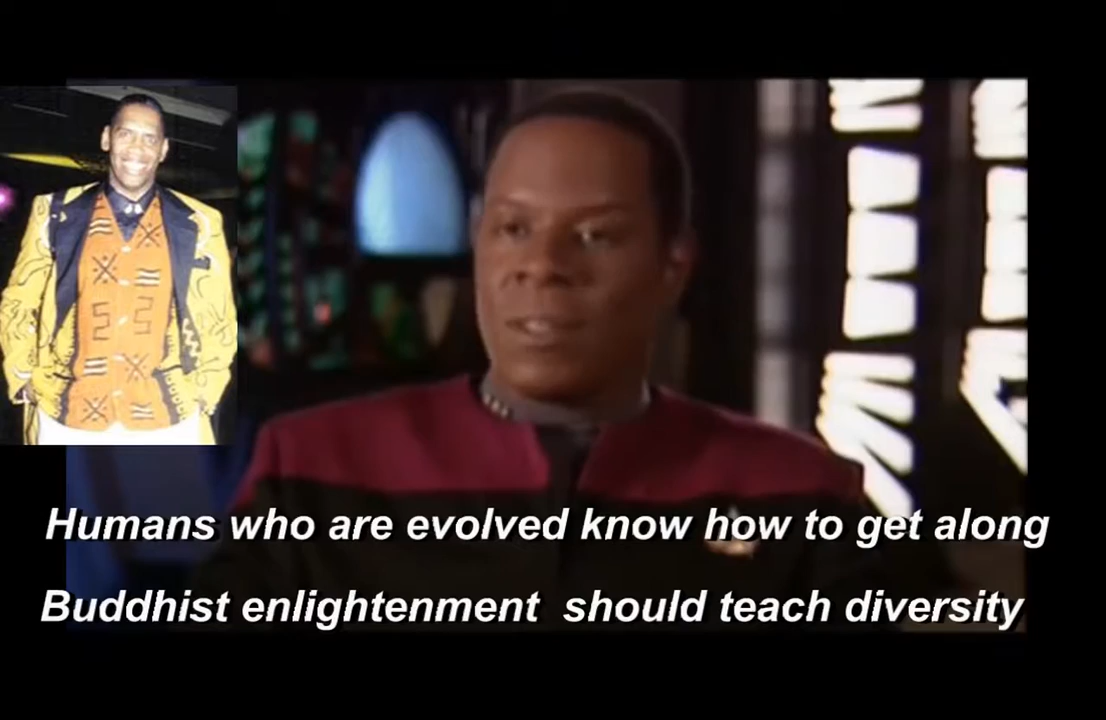 Humans who are evolved know how to get along
Buddhist enlightenment should teach diversity